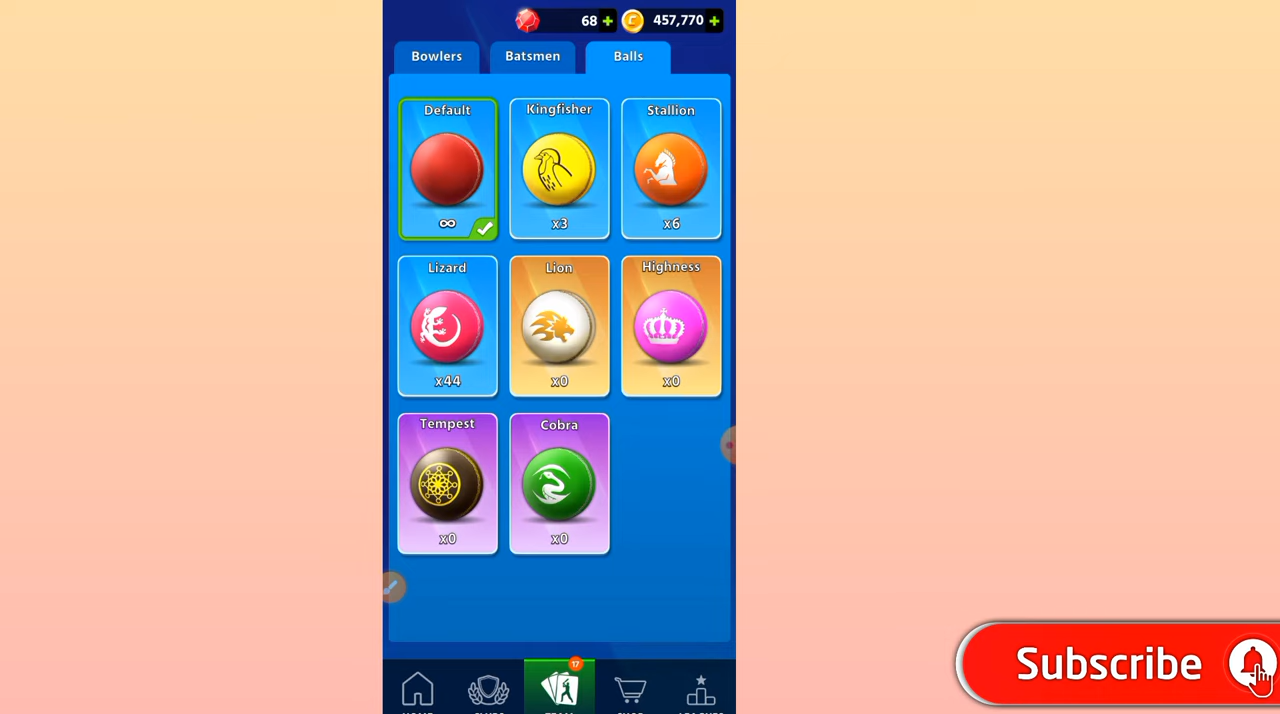 68 + 457,770 +
Bowlers Batsmen Balls
Default Kingfisher Stallion
∞ x3 x6
Lizard Lion Highness
x44 x0 x0
Tempest Cobra
x0 x0
17
Subscribe